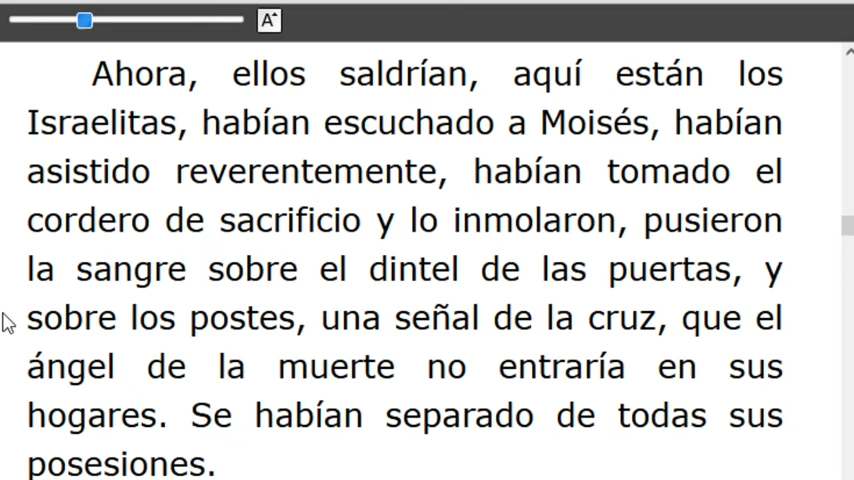 A
Ahora, ellos saldrían, aquí están los
Israelitas, habían escuchado a Moisés, habían
asistido reverentemente, habían tomado el
cordero de sacrificio y lo inmolaron, pusieron
la sangre sobre el dintel de las puertas, y
sobre los postes, una señal de la cruz, que el
ángel de la muerte no entraría en sus
hogares. Se habían separado de todas sus
posesiones.